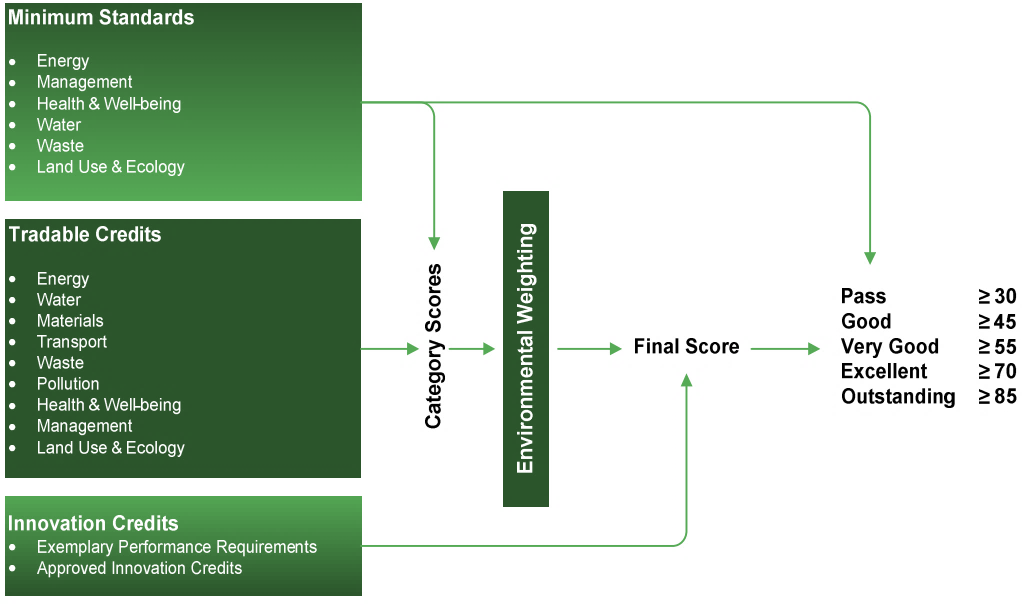 Minimum Standards
• Energy
• Management
• Health & Well-being
• Water
• Waste
• Land Use & Ecology
Tradable Credits
• Energy
• Water
• Materials
• Transport
• Waste
• Pollution
• Health & Well-being
• Management
• Land Use & Ecology
Innovation Credits
• Exemplary Performance Requirements
• Approved Innovation Credits
Category Scores
Environmental Weighting
Final Score
Pass ≥ 30
Good ≥ 45
Very Good ≥ 55
Excellent ≥ 70
Outstanding ≥ 85